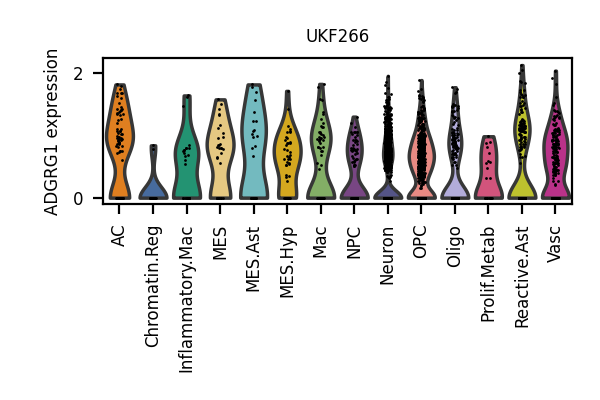 UKF266
ADGRG1 expression
2
0
AC
Chromatin.Reg
Inflammatory.Mac
MES
MES.Ast
MES.Hyp
Mac
NPC
Neuron
OPC
Oligo
Prolif.Metab
Reactive.Ast
Vasc